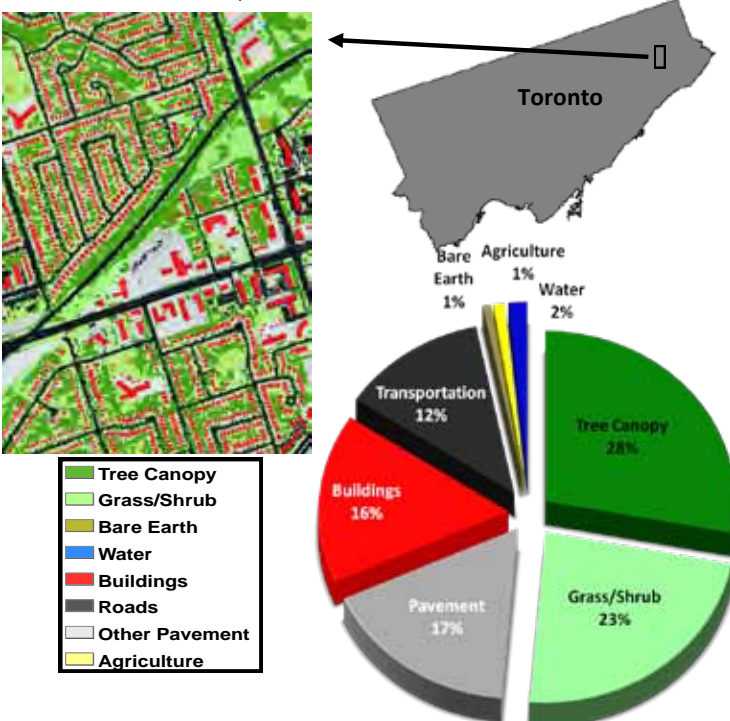 Toronto
Bare
Earth
1%
Agriculture
1%
Water
2%
Transportation
12%
Tree Canopy
28%
Buildings
16%
Pavement
17%
Grass/Shrub
23%
Tree Canopy
Grass/Shrub
Bare Earth
Water
Buildings
Roads
Other Pavement
Agriculture